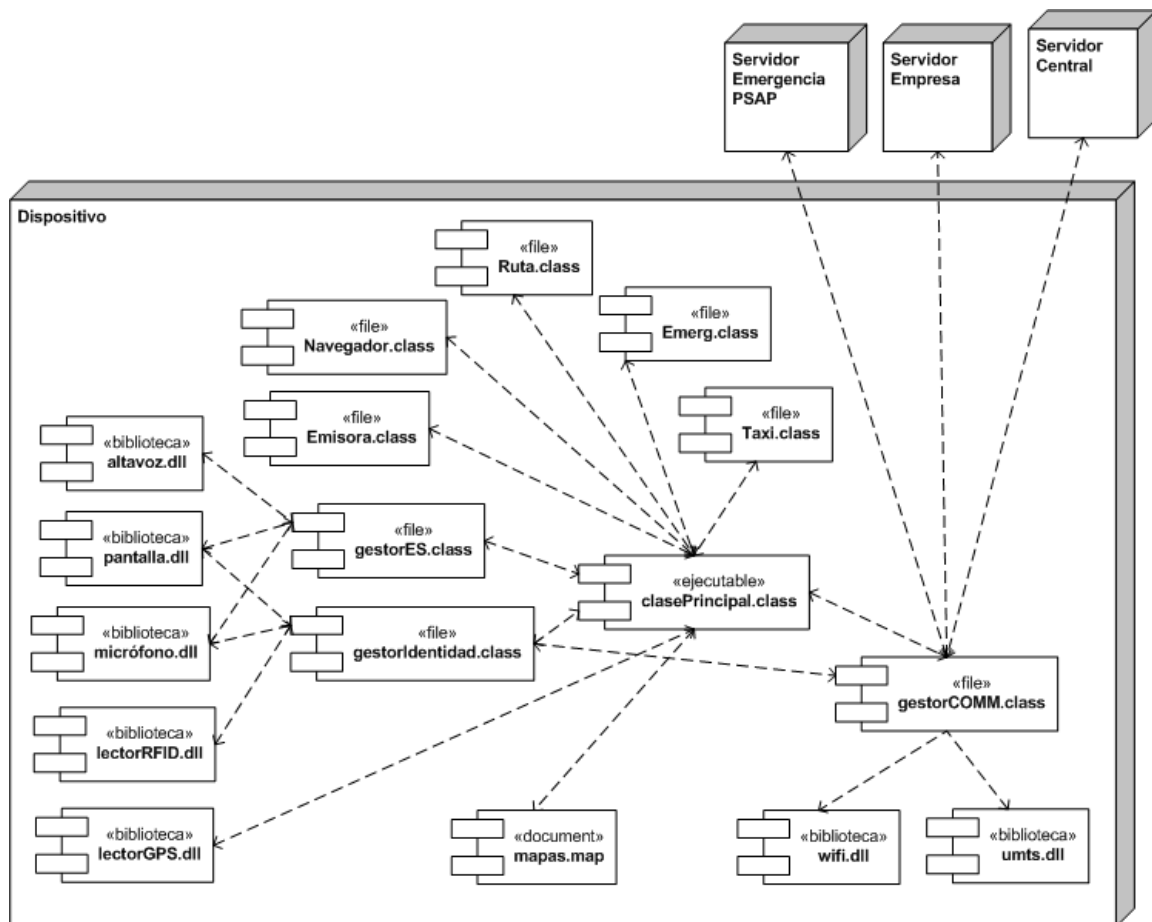 Servidor
Emergencia
PSAP
Servidor
Empresa
Servidor
Central
Dispositivo
«file»
Ruta.class
«file»
Emerg.class
«file»
Navegador.class
«file»
Emisora.class
«file»
Taxi.class
«biblioteca»
altavoz.dll
«biblioteca»
pantalla.dll
«file»
gestorES.class
«ejecutable»
clasePrincipal.class
«biblioteca»
micrófono.dll
«file»
gestorIdentidad.class
«file»
gestorCOMM.class
«biblioteca»
lectorRFID.dll
«biblioteca»
lectorGPS.dll
«document»
mapas.map
«biblioteca»
wifi.dll
«biblioteca»
umts.dll